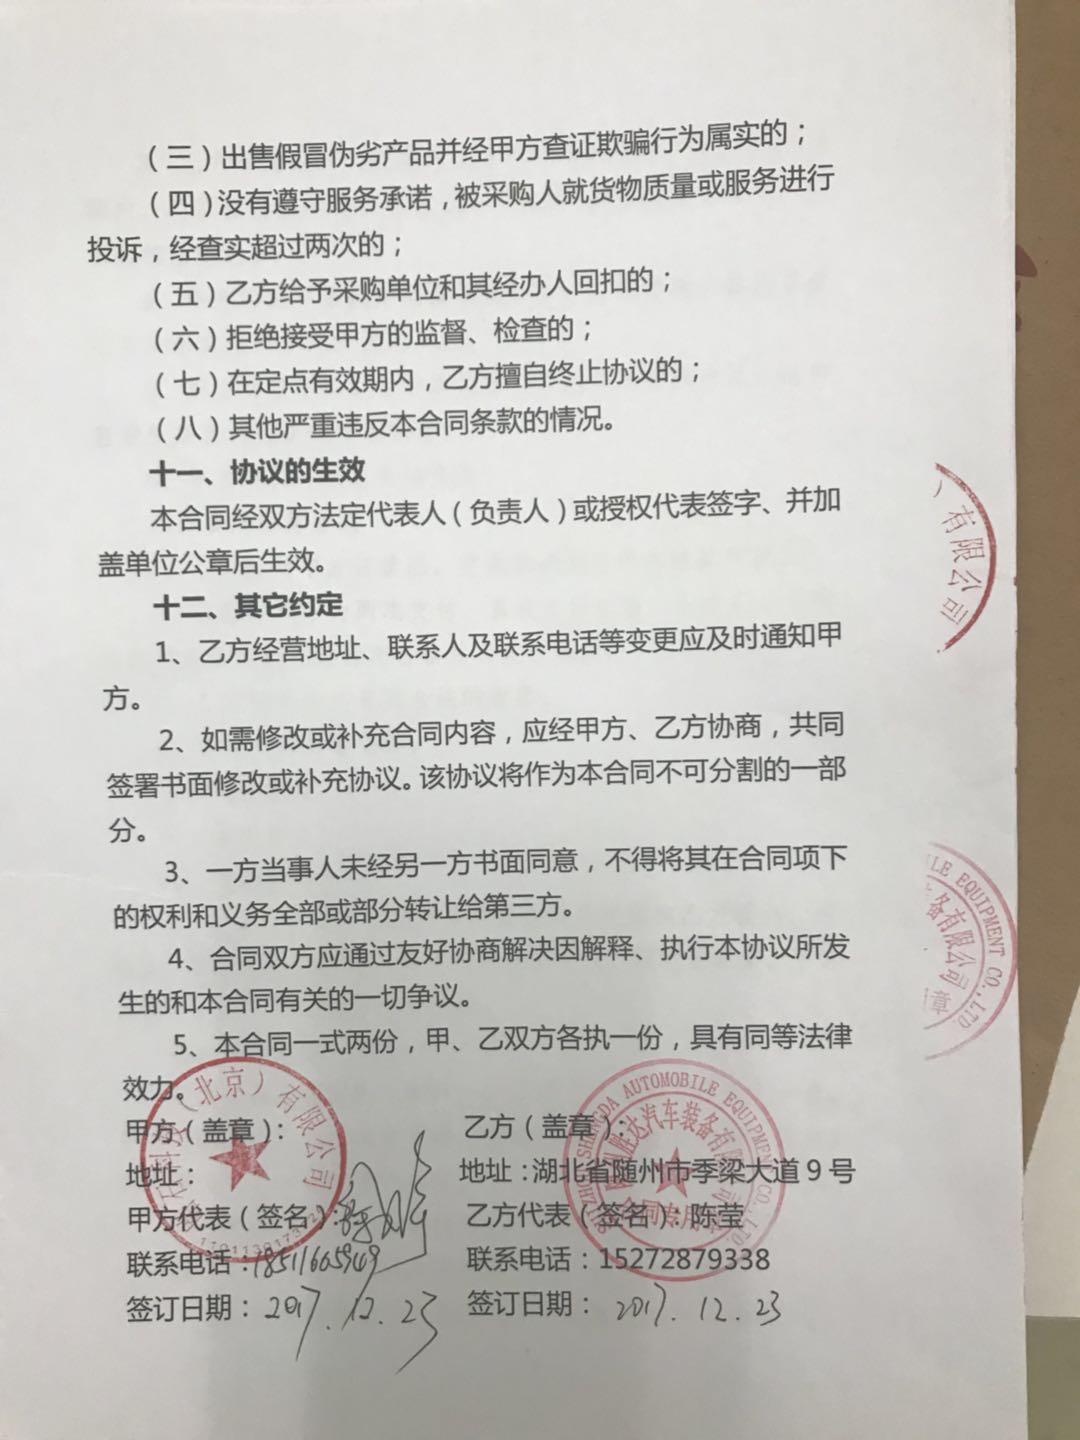 （三）出售假冒伪劣产品并经甲方查证欺骗行为属实的；
（四）没有遵守服务承诺，被采购人就货物质量或服务进行
投诉，经查实超过两次的；
（五）乙方给予采购单位和其经办人回扣的；
（六）拒绝接受甲方的监督、检查的；
（七）在定点有效期内，乙方擅自终止协议的；
（八）其他严重违反本合同条款的情况。
十一、协议的生效
本合同经双方法定代表人（负责人）或授权代表签字、并加
盖单位公章后生效。
十二、其它约定
1、乙方经营地址、联系人及联系电话等变更应及时通知甲
方。
2、如需修改或补充合同内容，应经甲方、乙方协商，共同
签署书面修改或补充协议。该协议将作为本合同不可分割的一部
分。
3、一方当事人未经另一方书面同意，不得将其在合同项下
的权利和义务全部或部分转让给第三方。
4、合同双方应通过友好协商解决因解释、执行本协议所发
生的和本合同有关的一切争议。
5、本合同一式两份，甲、乙双方各执一份，具有同等法律
效力。
甲方（盖章）：
乙方（盖章）：
地址：
地址：湖北省随州市季梁大道9号
甲方代表（签名）：
乙方代表（签名）：陈莹
联系电话：18511605949
联系电话：15272879338
签订日期：2017.12.23
签订日期：2017.12.23
科技（北京）有限公司
SUIZHOU SHENGDA AUTOMOBILE EQUIPMENT CO.,LTD.
胜达汽车装备有限公司
合同专用章
）有限公司
BILE EQUIPMENT CO.,LTD.
备有限公司
章